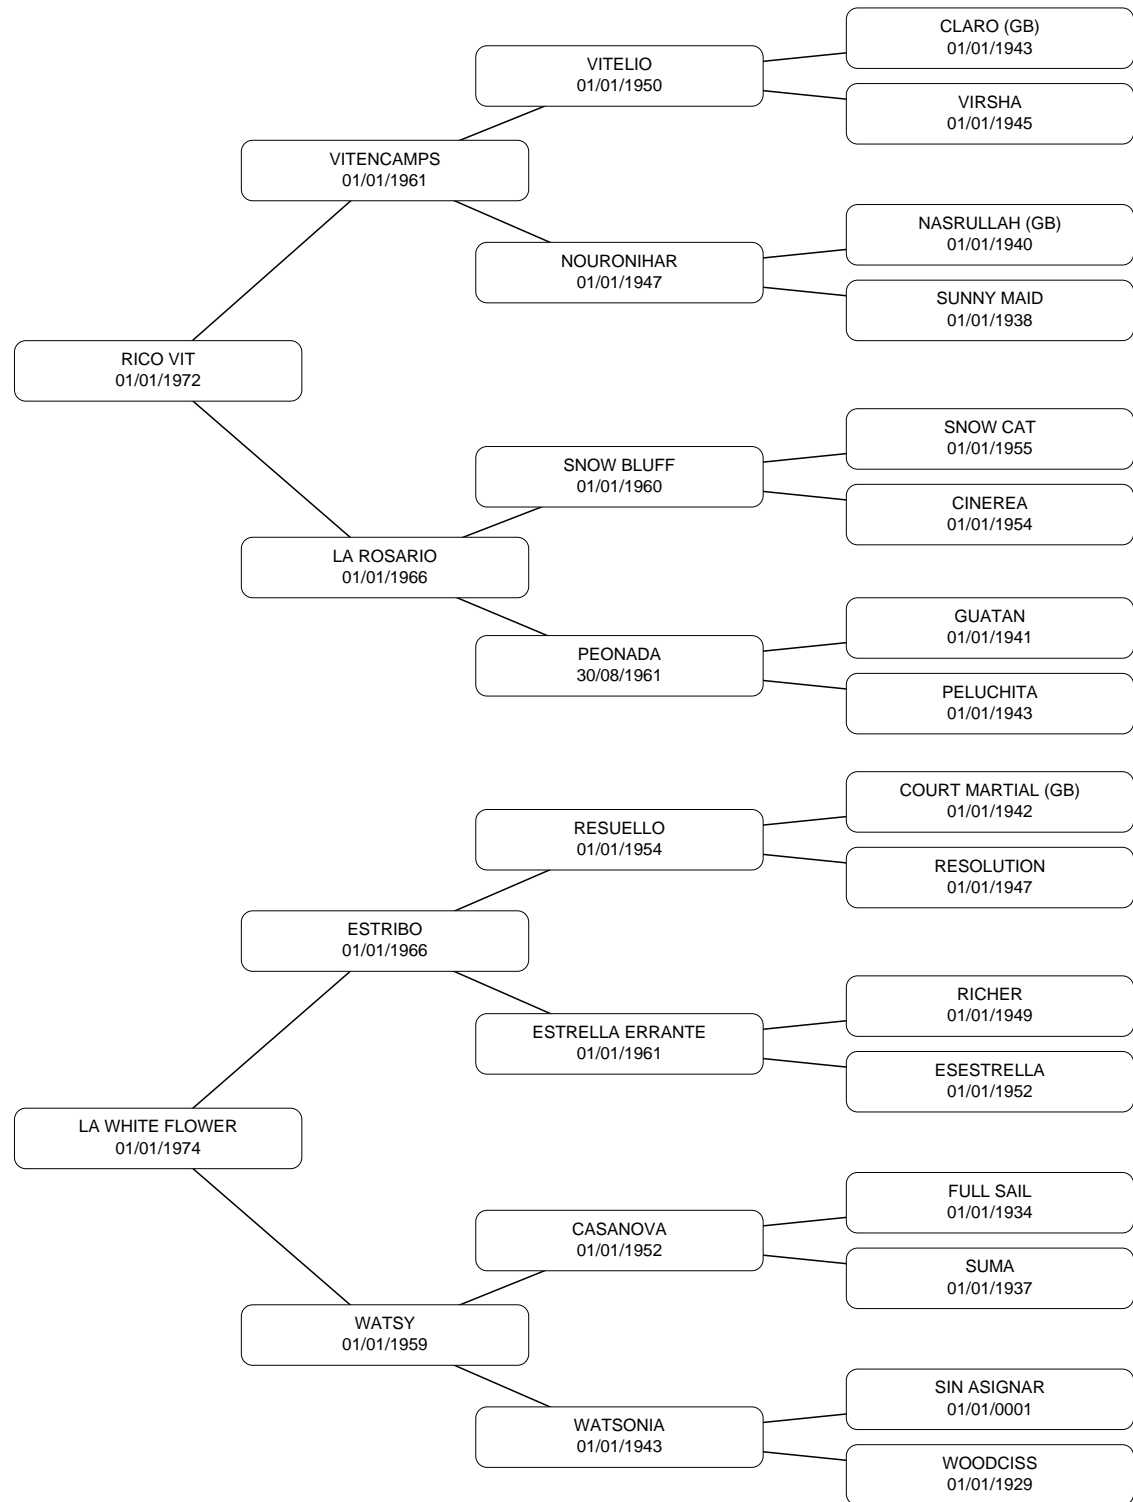 CLARO (GB)
01/01/1943
VITELIO
01/01/1950
VIRSHA
01/01/1945
VITENCAMPS
01/01/1961
NASRULLAH (GB)
01/01/1940
NOURONIHAR
01/01/1947
SUNNY MAID
01/01/1938
RICO VIT
01/01/1972
SNOW CAT
01/01/1955
SNOW BLUFF
01/01/1960
CINEREA
01/01/1954
LA ROSARIO
01/01/1966
GUATAN
01/01/1941
PEONADA
30/08/1961
PELUCHITA
01/01/1943
COURT MARTIAL (GB)
01/01/1942
RESUELLO
01/01/1954
RESOLUTION
01/01/1947
ESTRIBO
01/01/1966
RICHER
01/01/1949
ESTRELLA ERRANTE
01/01/1961
ESESTRELLA
01/01/1952
LA WHITE FLOWER
01/01/1974
FULL SAIL
01/01/1934
CASANOVA
01/01/1952
SUMA
01/01/1937
WATSY
01/01/1959
SIN ASIGNAR
01/01/0001
WATSONIA
01/01/1943
WOODCISS
01/01/1929